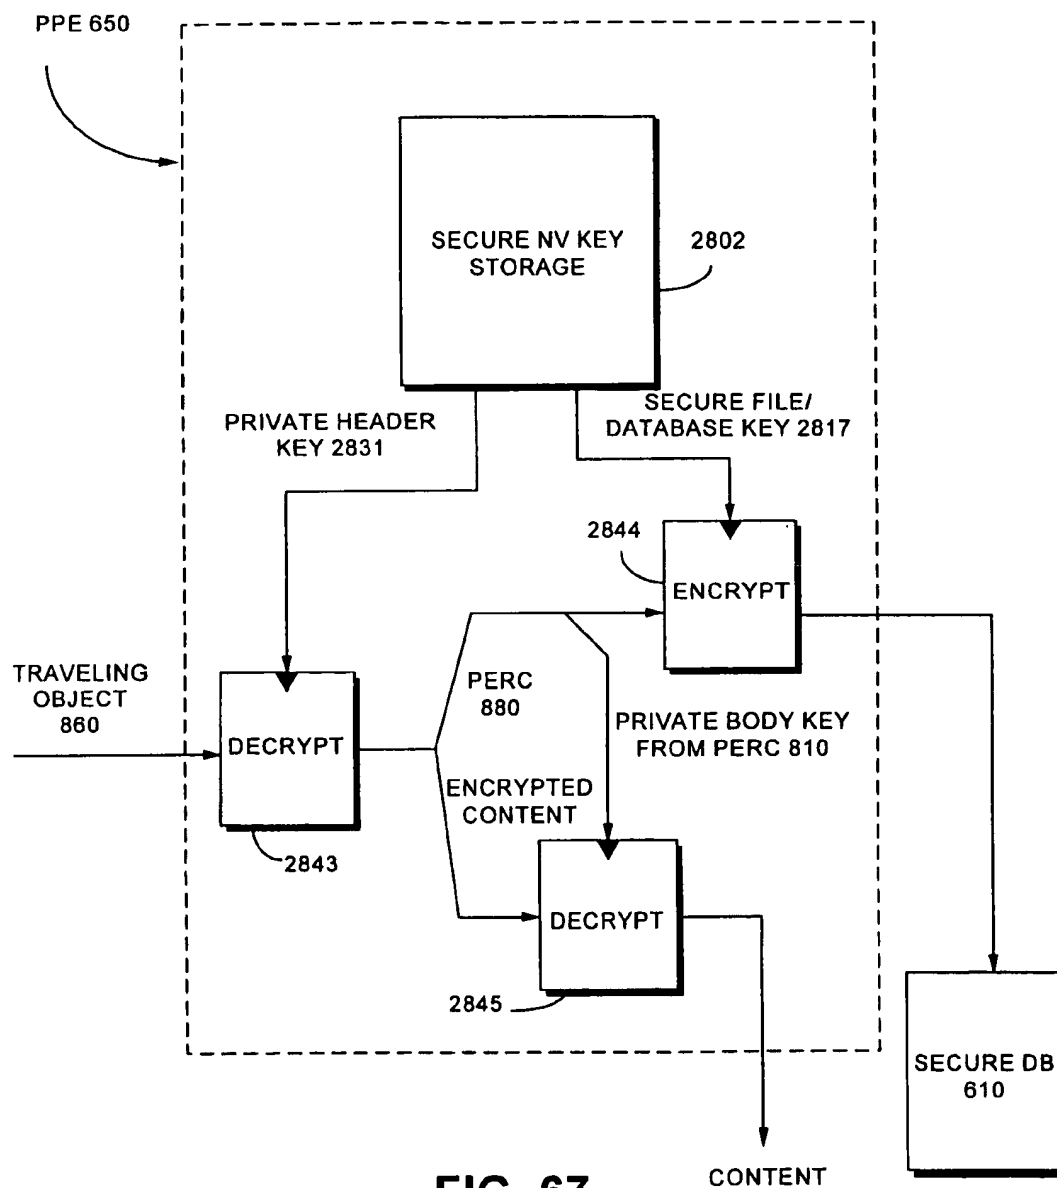 PPE 650
SECURE NV KEY
STORAGE
2802
PRIVATE HEADER
KEY 2831
SECURE FILE/
DATABASE KEY 2817
2844
ENCRYPT
TRAVELING
OBJECT
860
DECRYPT
PERC
880
PRIVATE BODY KEY
FROM PERC 810
ENCRYPTED
CONTENT
2843
DECRYPT
2845
SECURE DB
610
CONTENT
FIG. 67